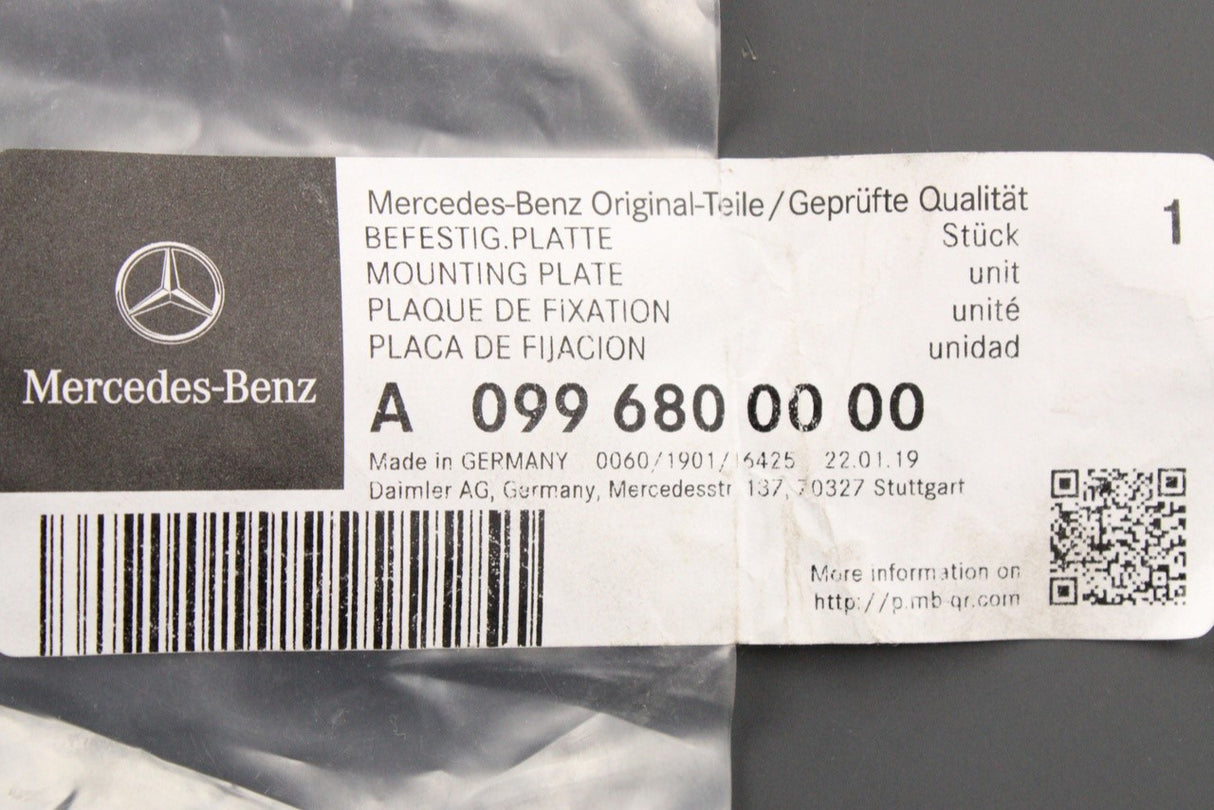 Mercedes-Benz
Mercedes-Benz Original-Teile/Geprüfte Qualität
1
BEFESTIG.PLATTE Stück
MOUNTING PLATE unit
PLAQUE DE FiXATION unité
PLACA DE FIJACION unidad
A 099 680 00 00
Made in GERMANY 0060/1901/16425 22.01.19
Daimler AG, Germany, Mercedesstr 137, 70327 Stuttgart
More information on
http://p.mb-qr.com